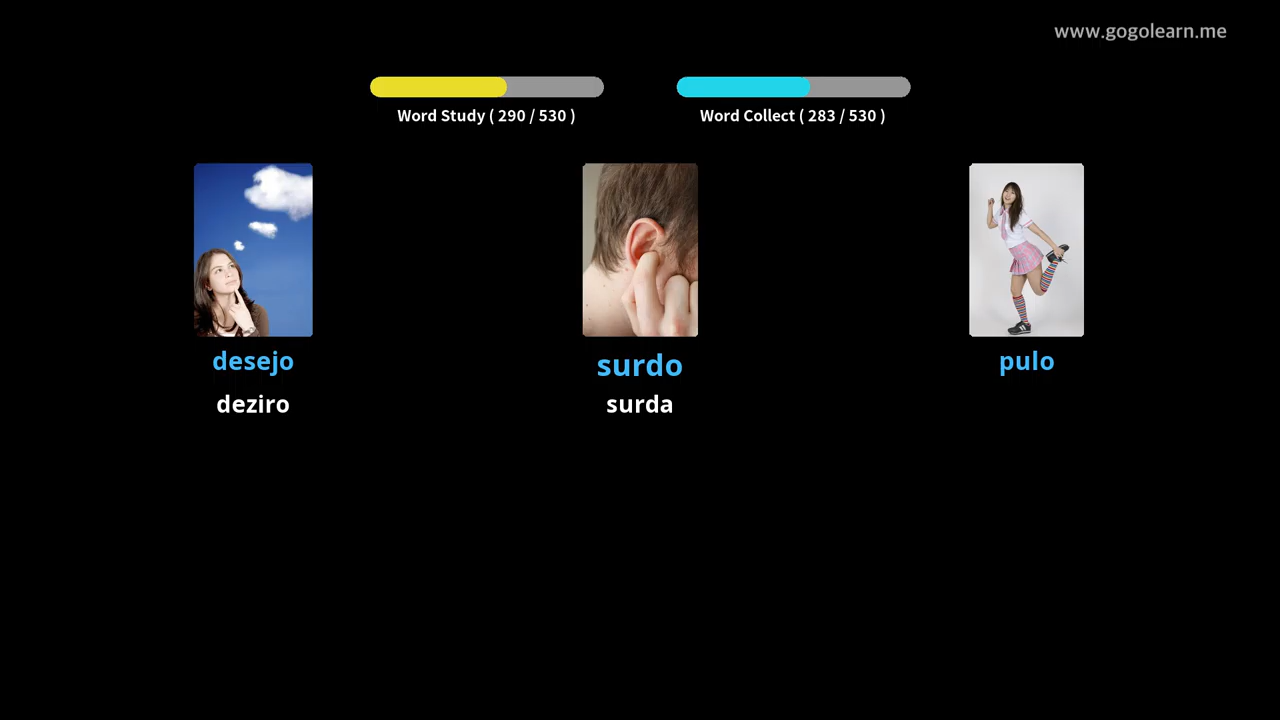 www.gogolearn.me
Word Study ( 290 / 530 )
Word Collect ( 283 / 530 )
desejo
surdo
pulo
deziro
surda